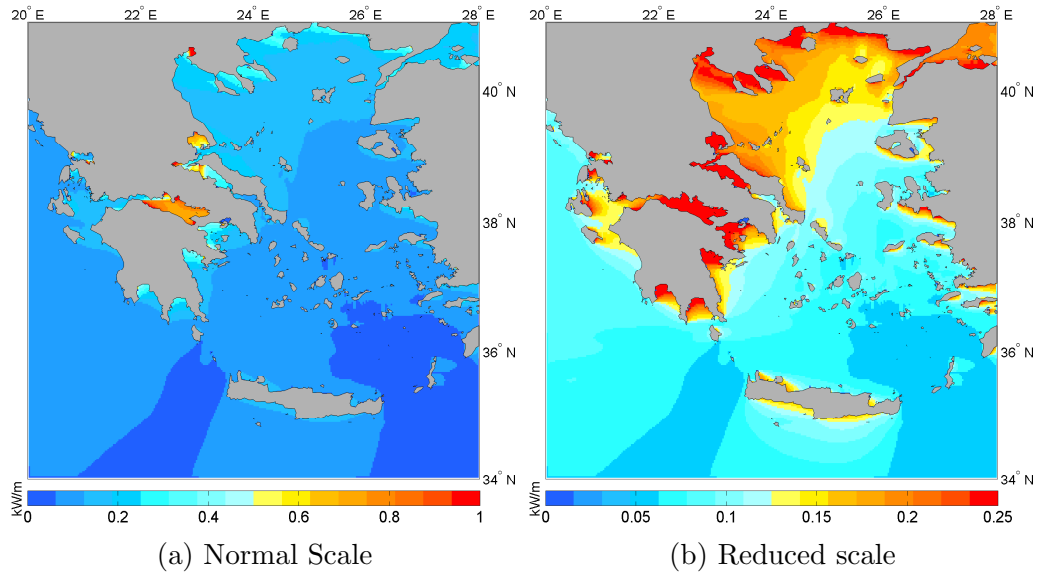 20 ° E 22 ° E 24 ° E 26 ° E 28 ° E
40 ° N
38 ° N
36 ° N
34 ° N
kW/m
0 0.2 0.4 0.6 0.8 1
(a) Normal Scale
20 ° E 22 ° E 24 ° E 26 ° E 28 ° E
40 ° N
38 ° N
36 ° N
34 ° N
kW/m
0 0.05 0.1 0.15 0.2 0.25
(b) Reduced scale